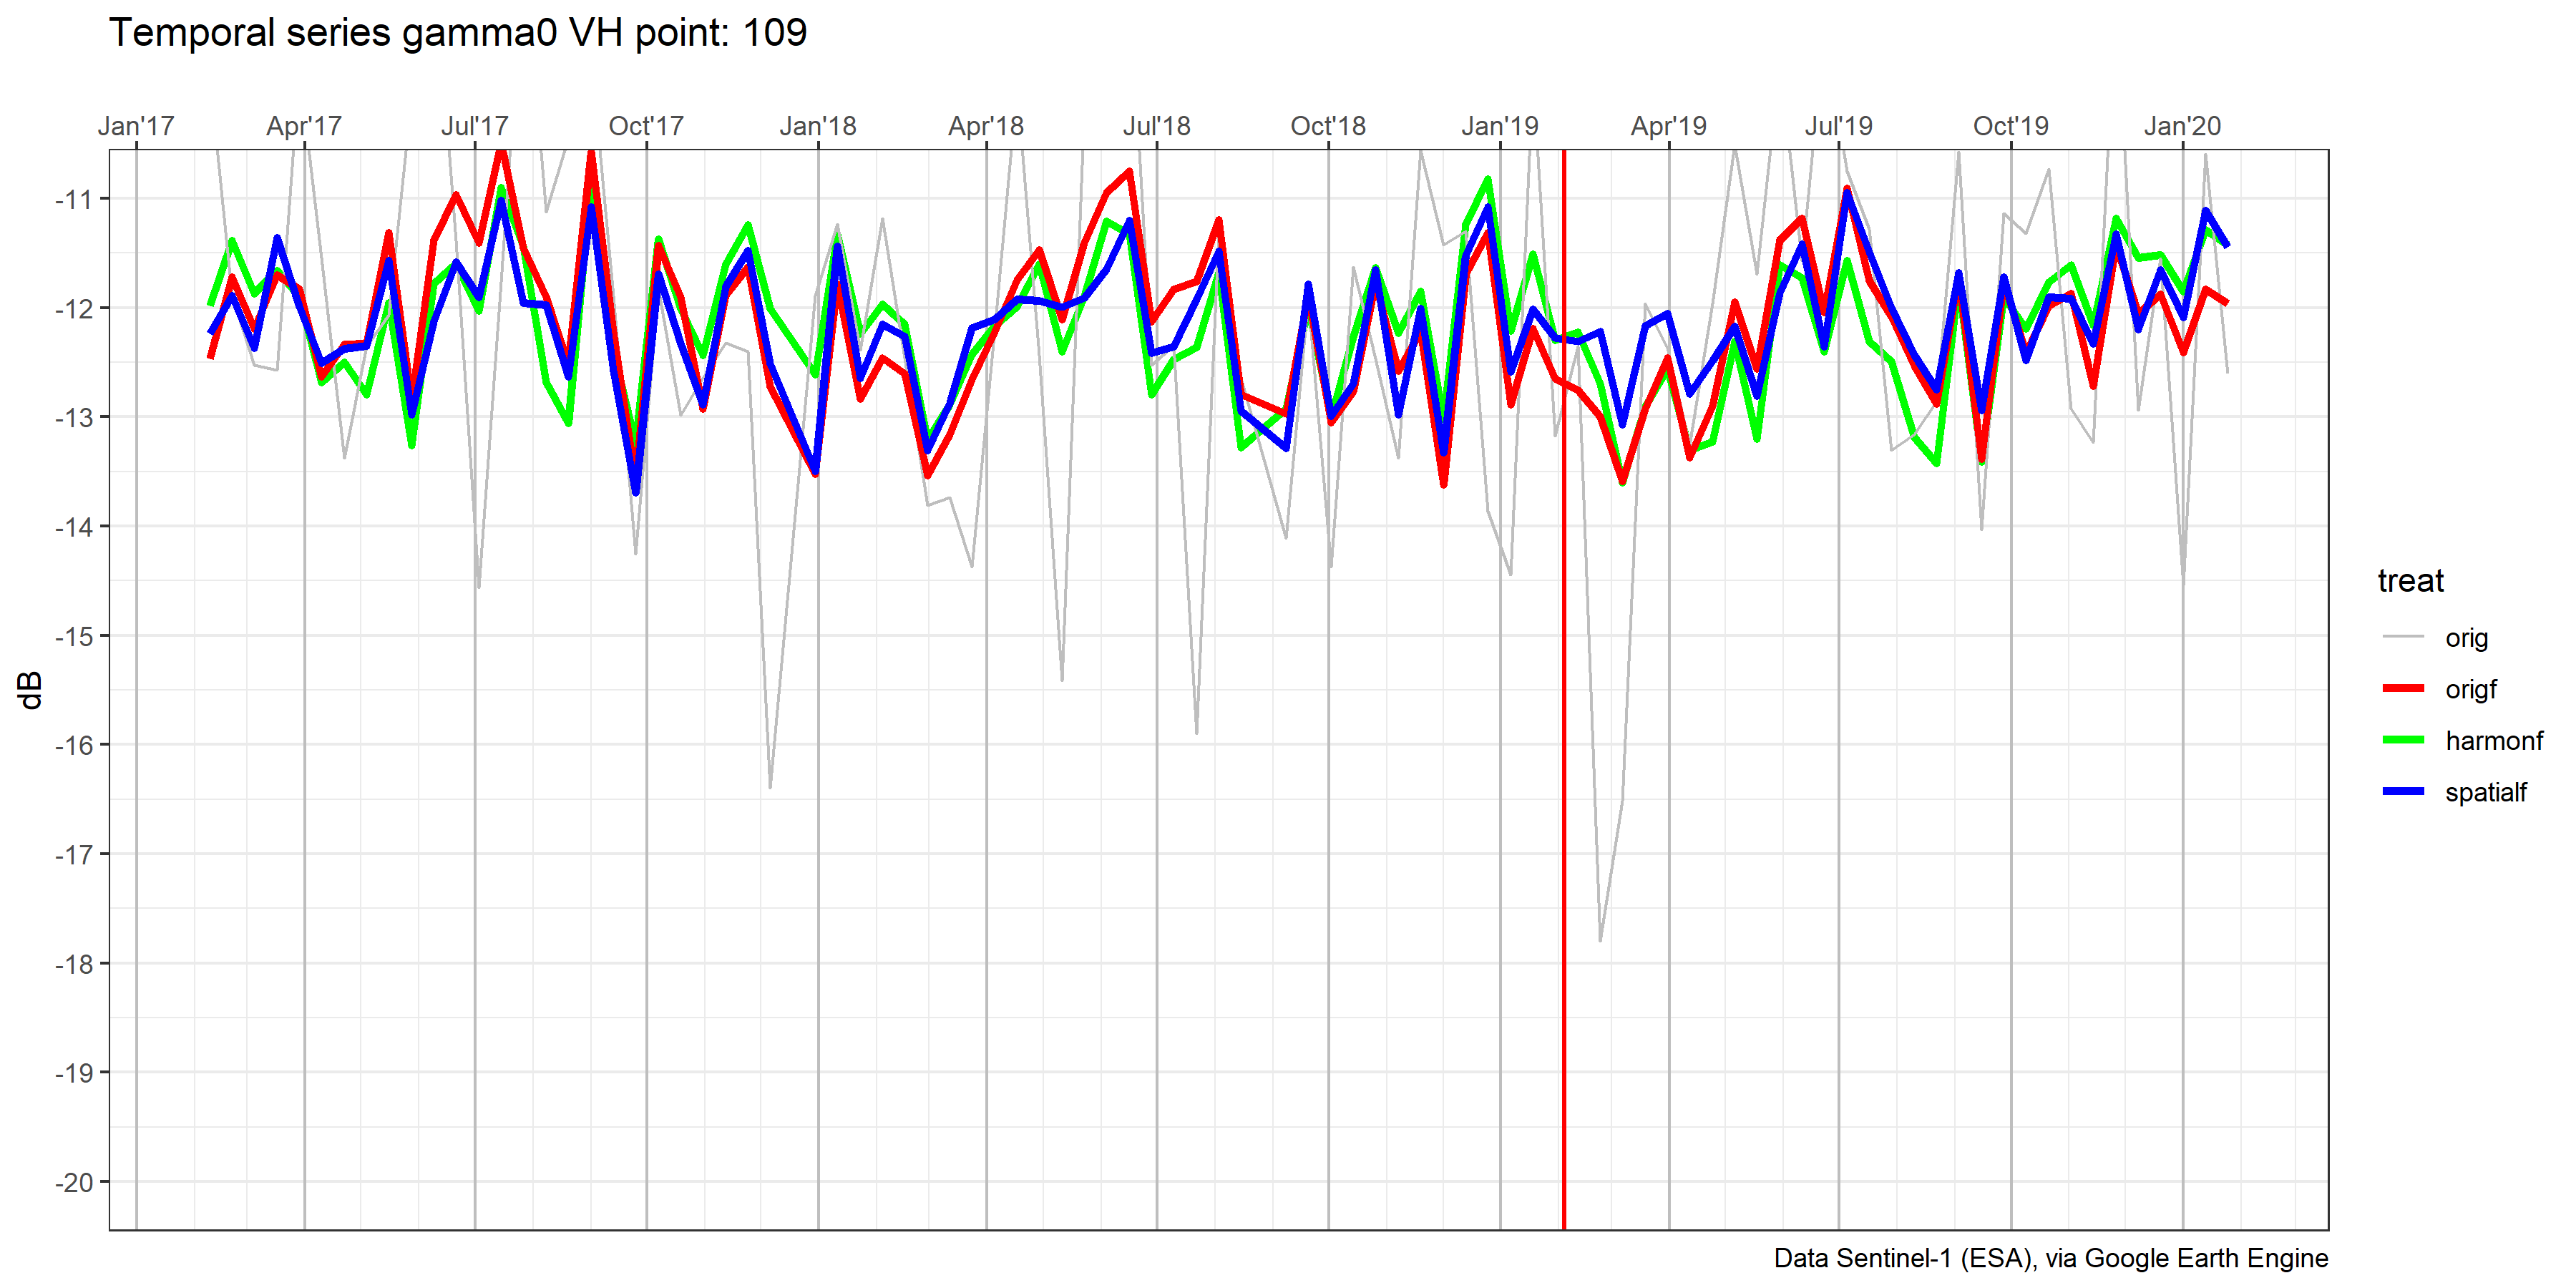 Temporal series gamma0 VH point: 109
Jan'17 Apr'17 Jul'17 Oct'17 Jan'18 Apr'18 Jul'18 Oct'18 Jan'19 Apr'19 Jul'19 Oct'19 Jan'20
-11
-12
-13
-14
-15
-16
-17
-18
-19
-20
dB
treat
orig
origf
harmonf
spatialf
Data Sentinel-1 (ESA), via Google Earth Engine